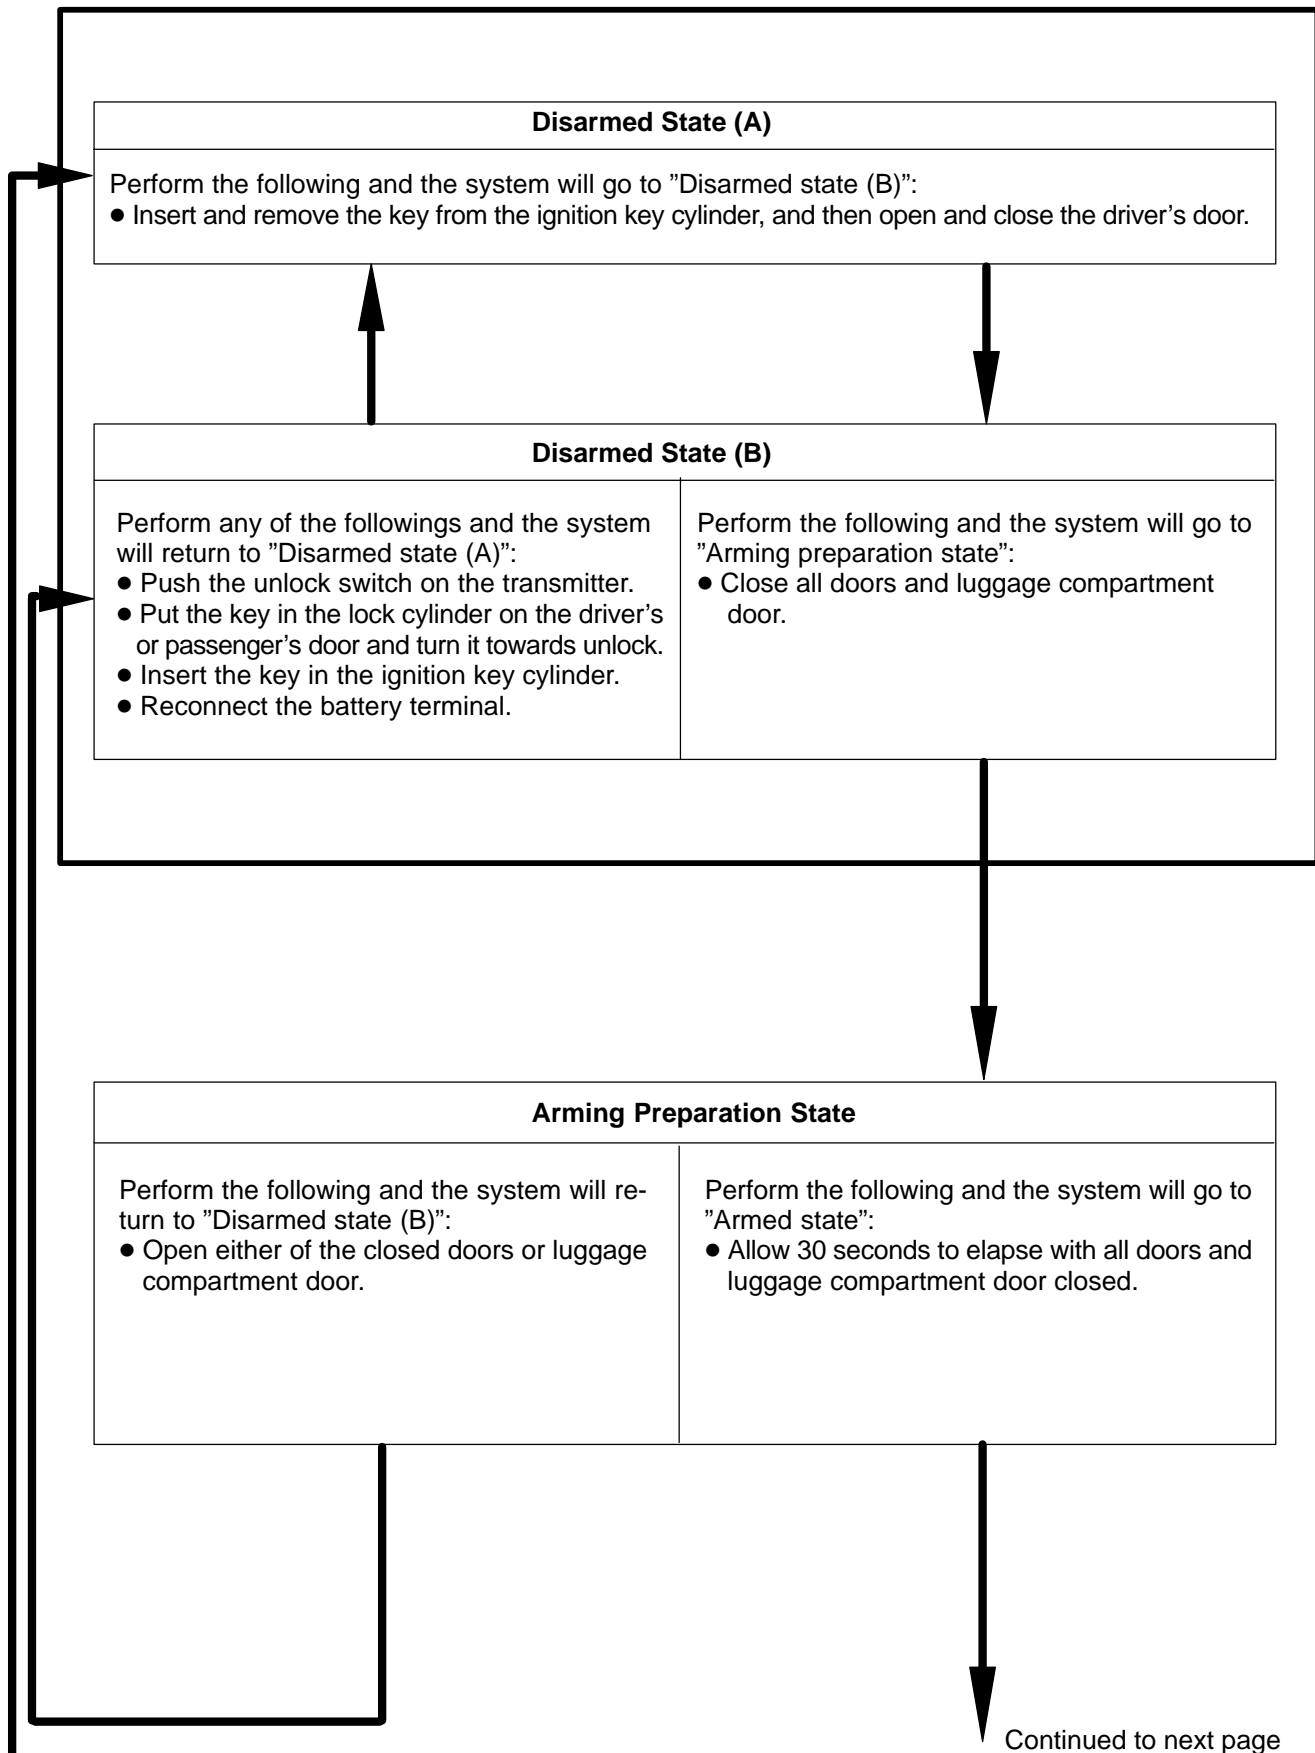 Disarmed State (A)
Perform the following and the system will go to ”Disarmed state (B)”:
● Insert and remove the key from the ignition key cylinder, and then open and close the driver’s door.
Disarmed State (B)
Perform any of the followings and the system
will return to ”Disarmed state (A)”:
● Push the unlock switch on the transmitter.
● Put the key in the lock cylinder on the driver’s
or passenger’s door and turn it towards unlock.
● Insert the key in the ignition key cylinder.
● Reconnect the battery terminal.
Perform the following and the system will go to
”Arming preparation state”:
● Close all doors and luggage compartment
door.
Arming Preparation State
Perform the following and the system will re-
turn to ”Disarmed state (B)”:
● Open either of the closed doors or luggage
compartment door.
Perform the following and the system will go to
”Armed state”:
● Allow 30 seconds to elapse with all doors and
luggage compartment door closed.
Continued to next page